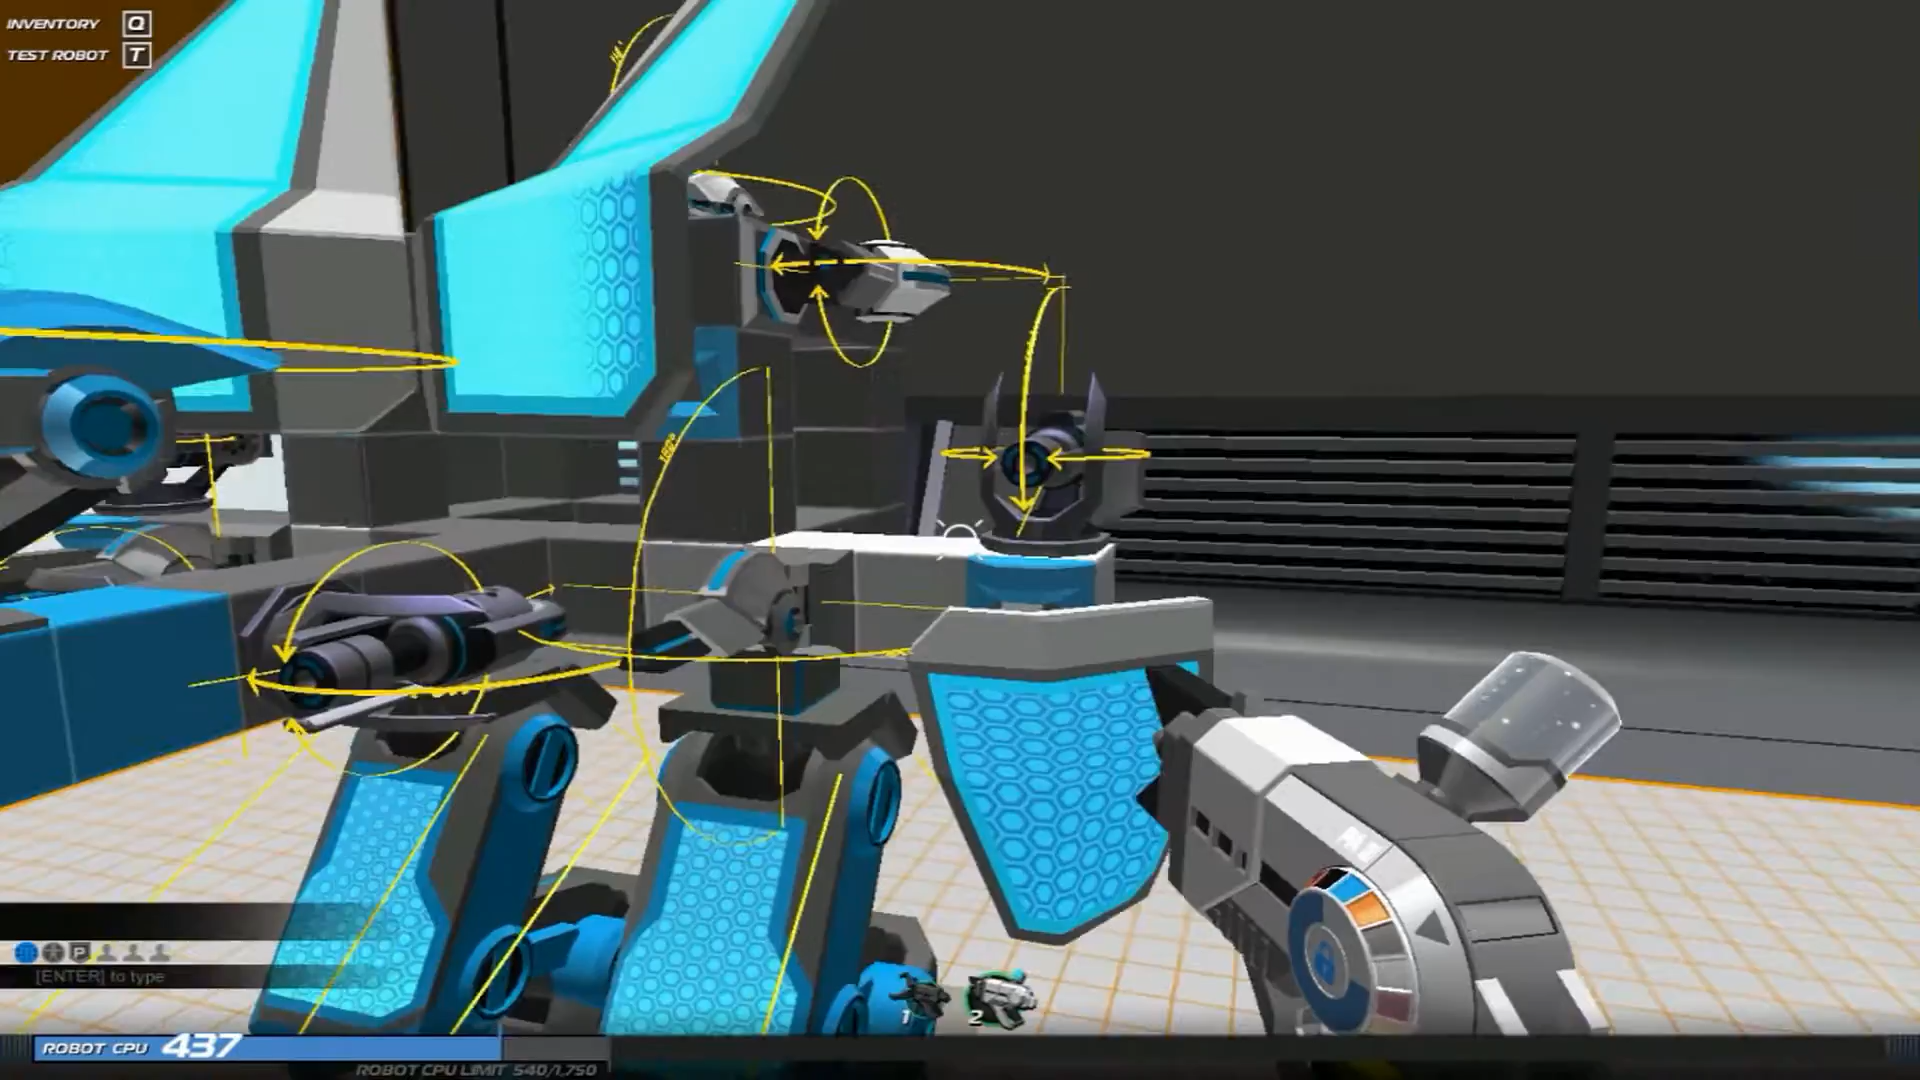 INVENTORY Q
TEST ROBOT T
P
[ENTER] to type
1 2
ROBOT CPU 437
ROBOT CPU LIMIT 540/1,750